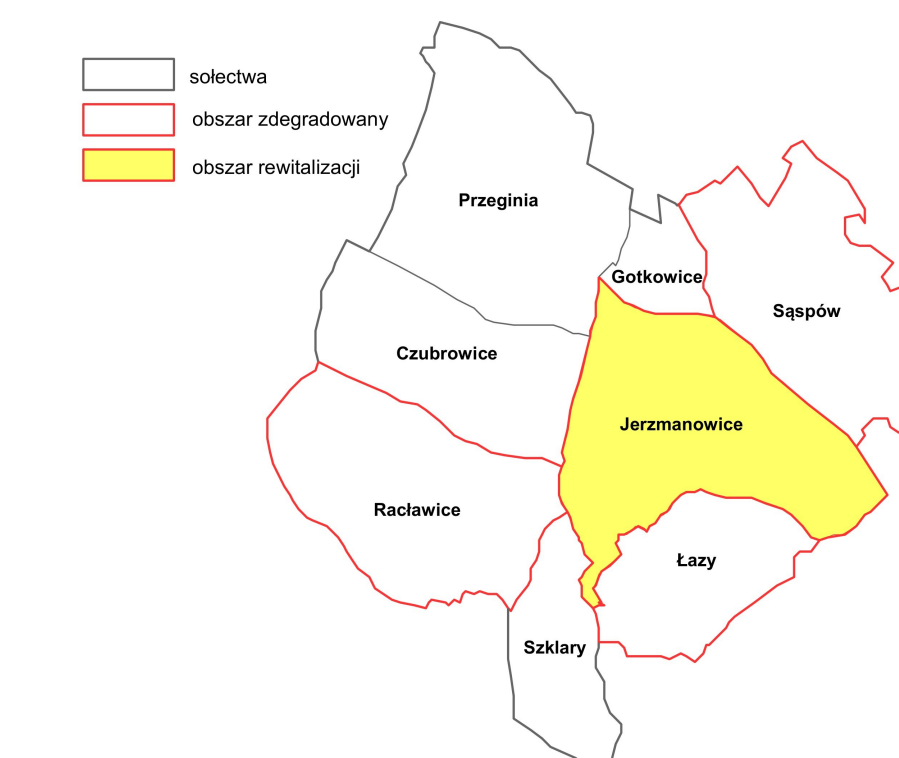 sołectwa
obszar zdegradowany
obszar rewitalizacji
Przeginia
Gotkowice
Sąspów
Czubrowice
Jerzmanowice
Racławice
Łazy
Szklary